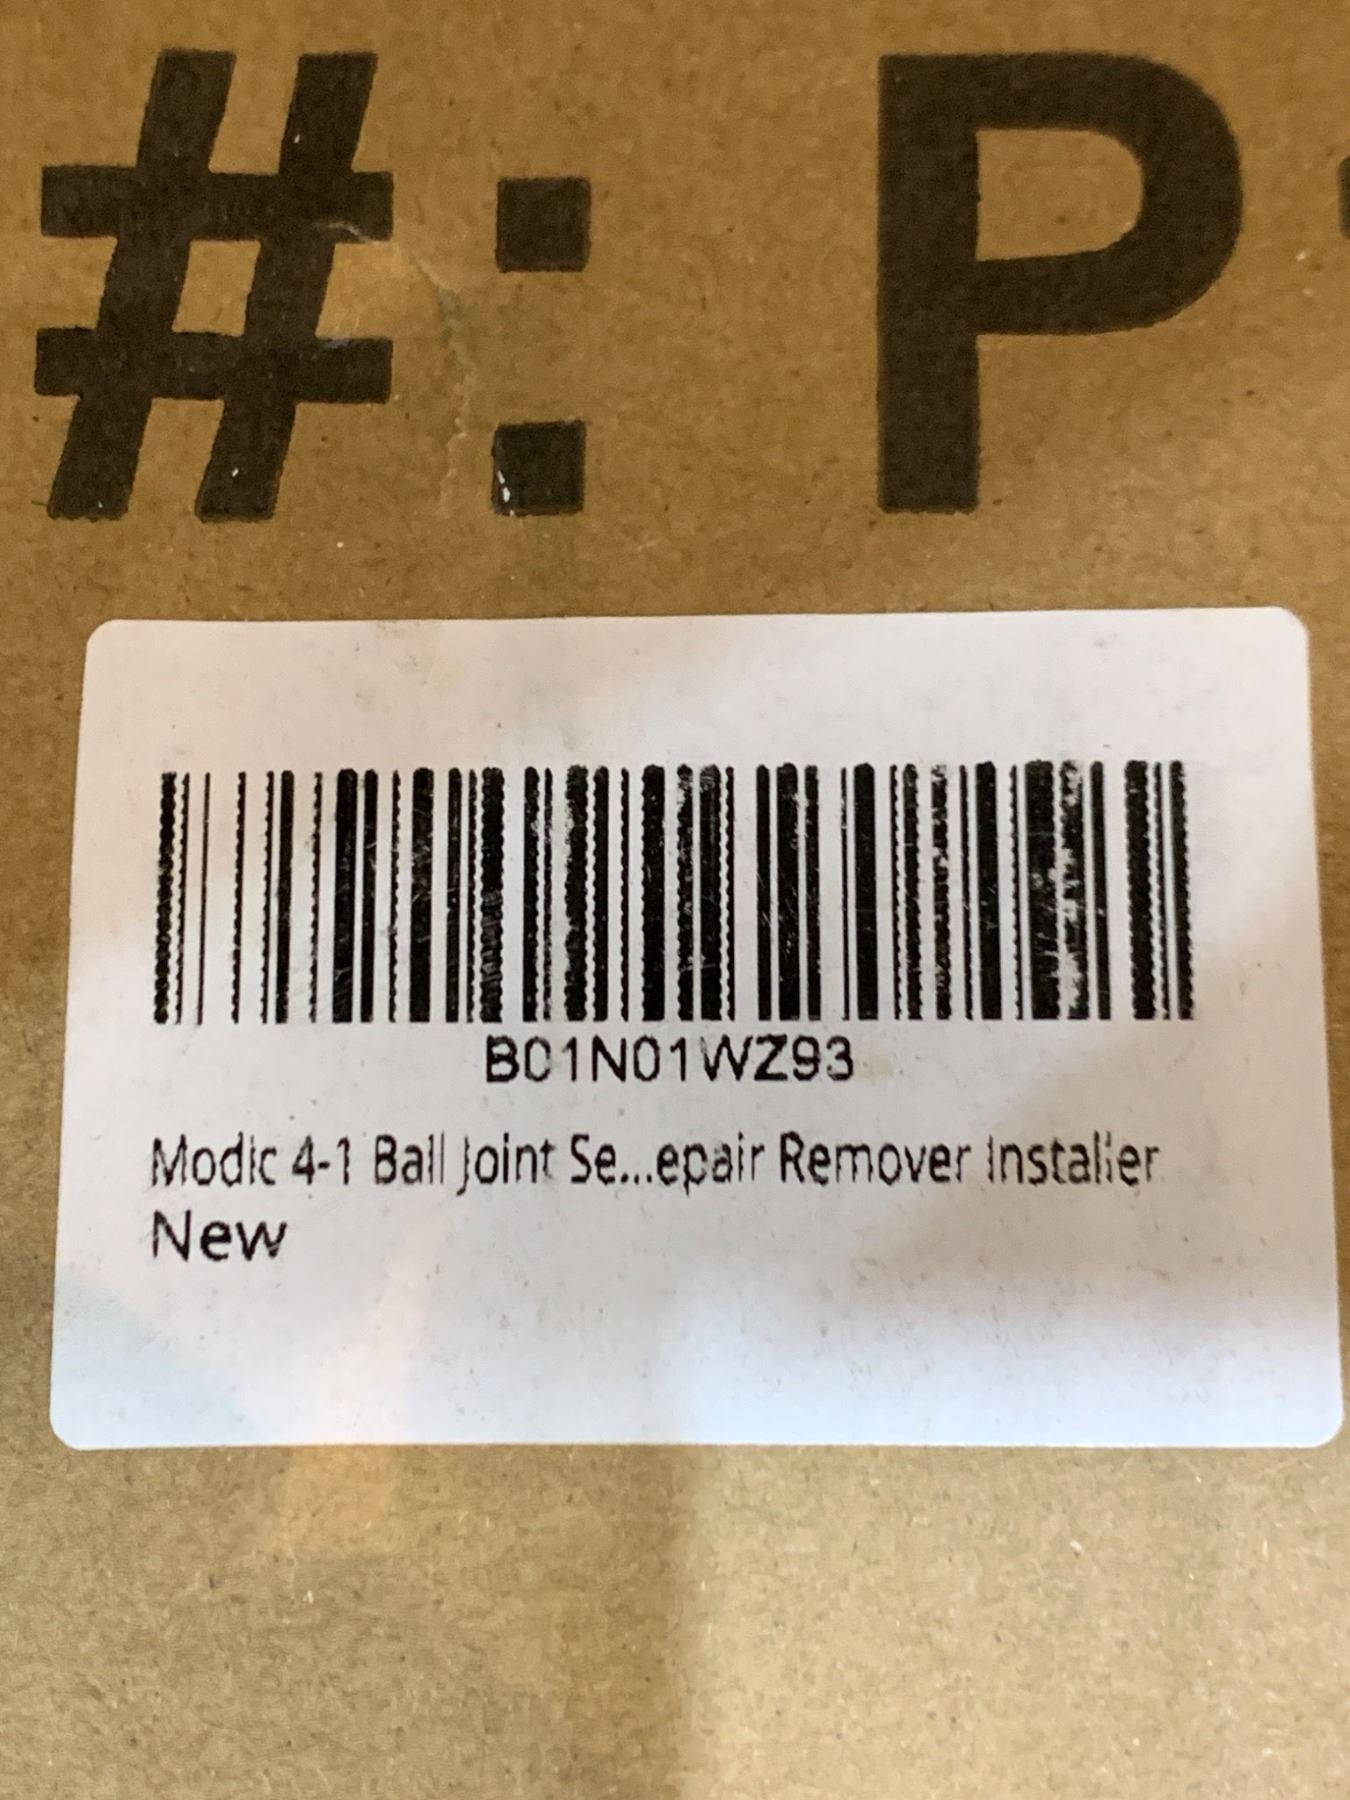 #: P
B01N01WZ93
Modic 4-1 Ball Joint Se...epair Remover Installer
New